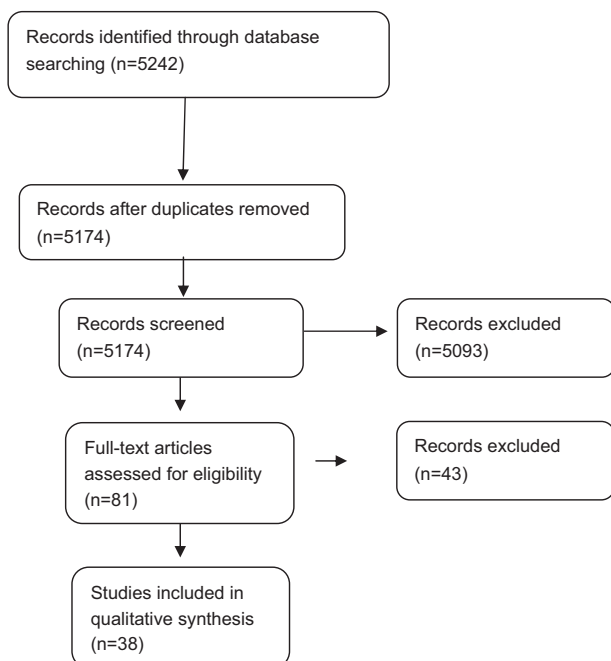 Records identified through database
searching (n=5242)
Records after duplicates removed
(n=5174)
Records screened
(n=5174)
Records excluded
(n=5093)
Full-text articles
assessed for eligibility
(n=81)
Records excluded
(n=43)
Studies included in
qualitative synthesis
(n=38)